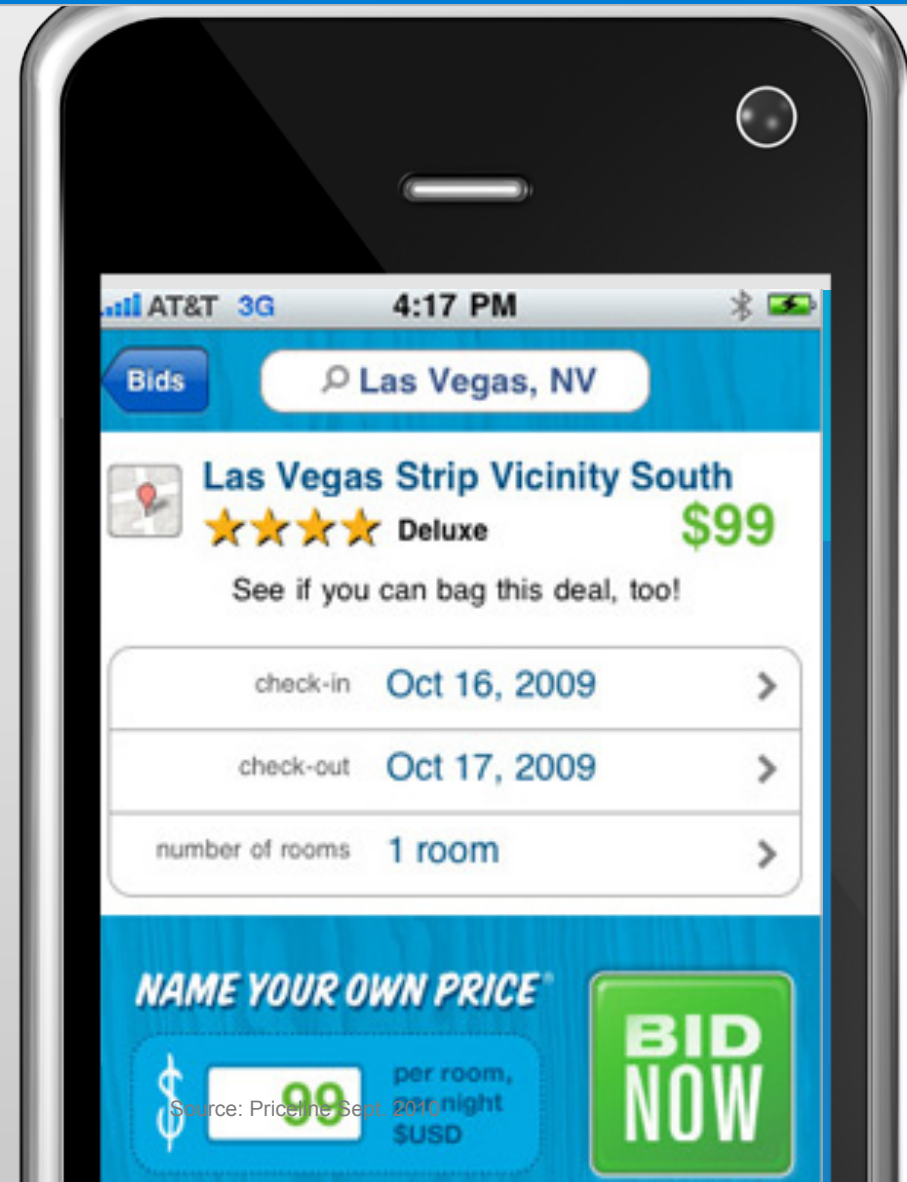 AT&T 3G 4:17 PM
Bids Las Vegas, NV
Las Vegas Strip Vicinity South
Deluxe $99
See if you can bag this deal, too!
check-in Oct 16, 2009
check-out Oct 17, 2009
number of rooms 1 room
NAME YOUR OWN PRICE®
BID
NOW
$ 99
per room,
per night
$USD
Source: Priceline Sept. 2010